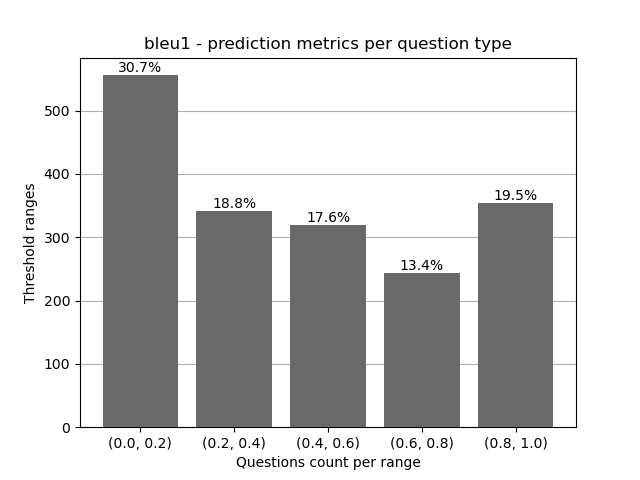 bleu1 - prediction metrics per question type
30.7%
18.8%
17.6%
13.4%
19.5%
Threshold ranges
500
400
300
200
100
0
(0.0, 0.2) (0.2, 0.4) (0.4, 0.6) (0.6, 0.8) (0.8, 1.0)
Questions count per range